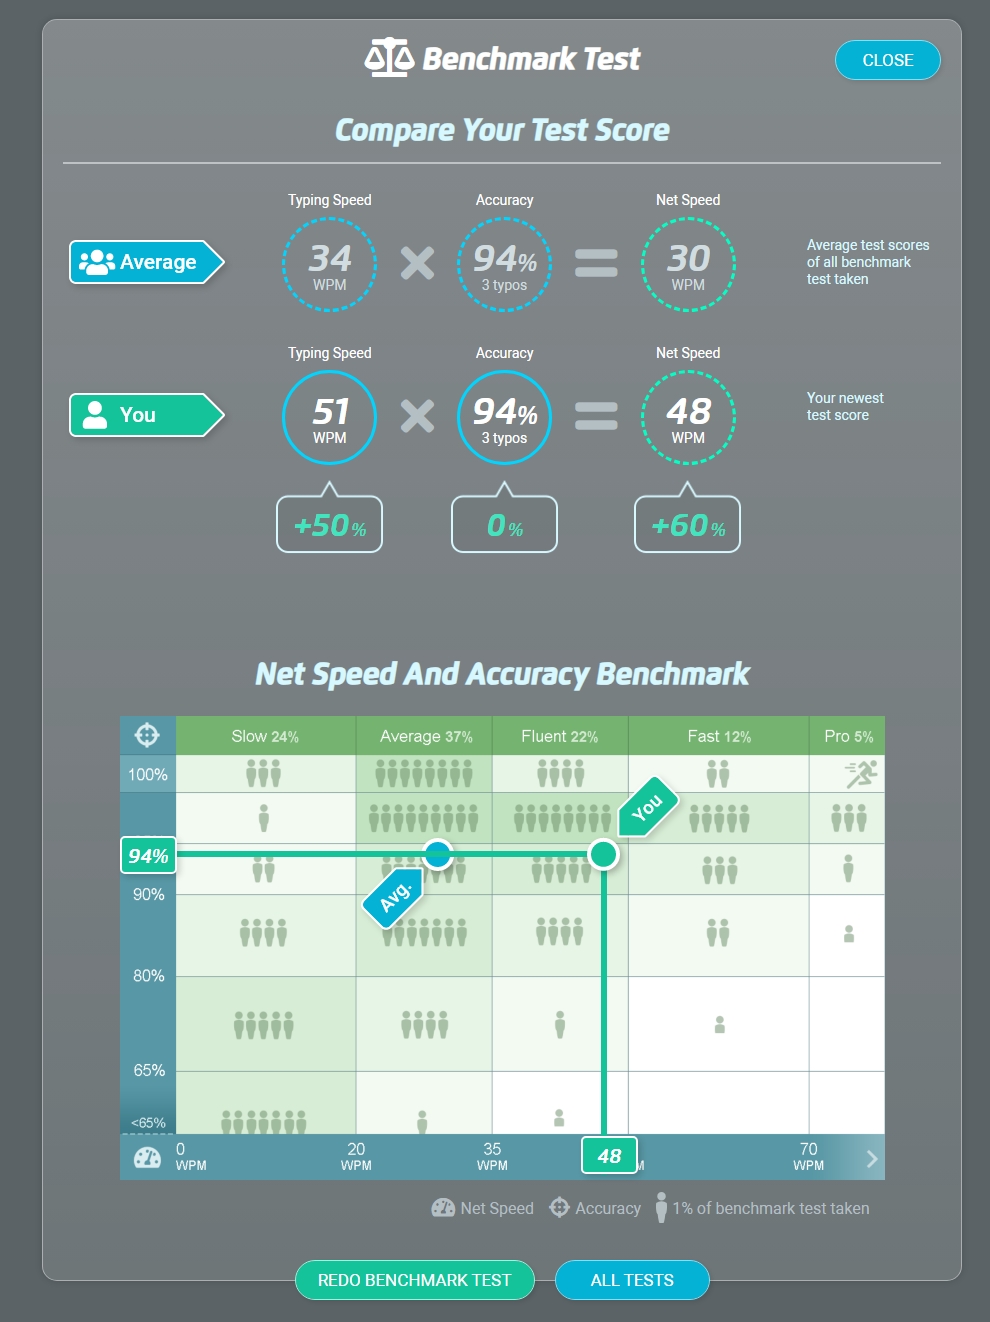 Benchmark Test
CLOSE
Compare Your Test Score
Typing Speed
Accuracy
Net Speed
Average
34
WPM
94%
3 typos
30
WPM
Average test scores
of all benchmark
test taken
Typing Speed
Accuracy
Net Speed
You
51
WPM
94%
3 typos
48
WPM
Your newest
test score
+50%
0%
+60%
Net Speed And Accuracy Benchmark
Slow 24%
Average 37%
Fluent 22%
Fast 12%
Pro 5%
100%
You
94%
Avg.
90%
80%
65%
<65%
0
WPM
20
WPM
35
WPM
48
M
70
WPM
Net Speed
Accuracy
1% of benchmark test taken
REDO BENCHMARK TEST
ALL TESTS